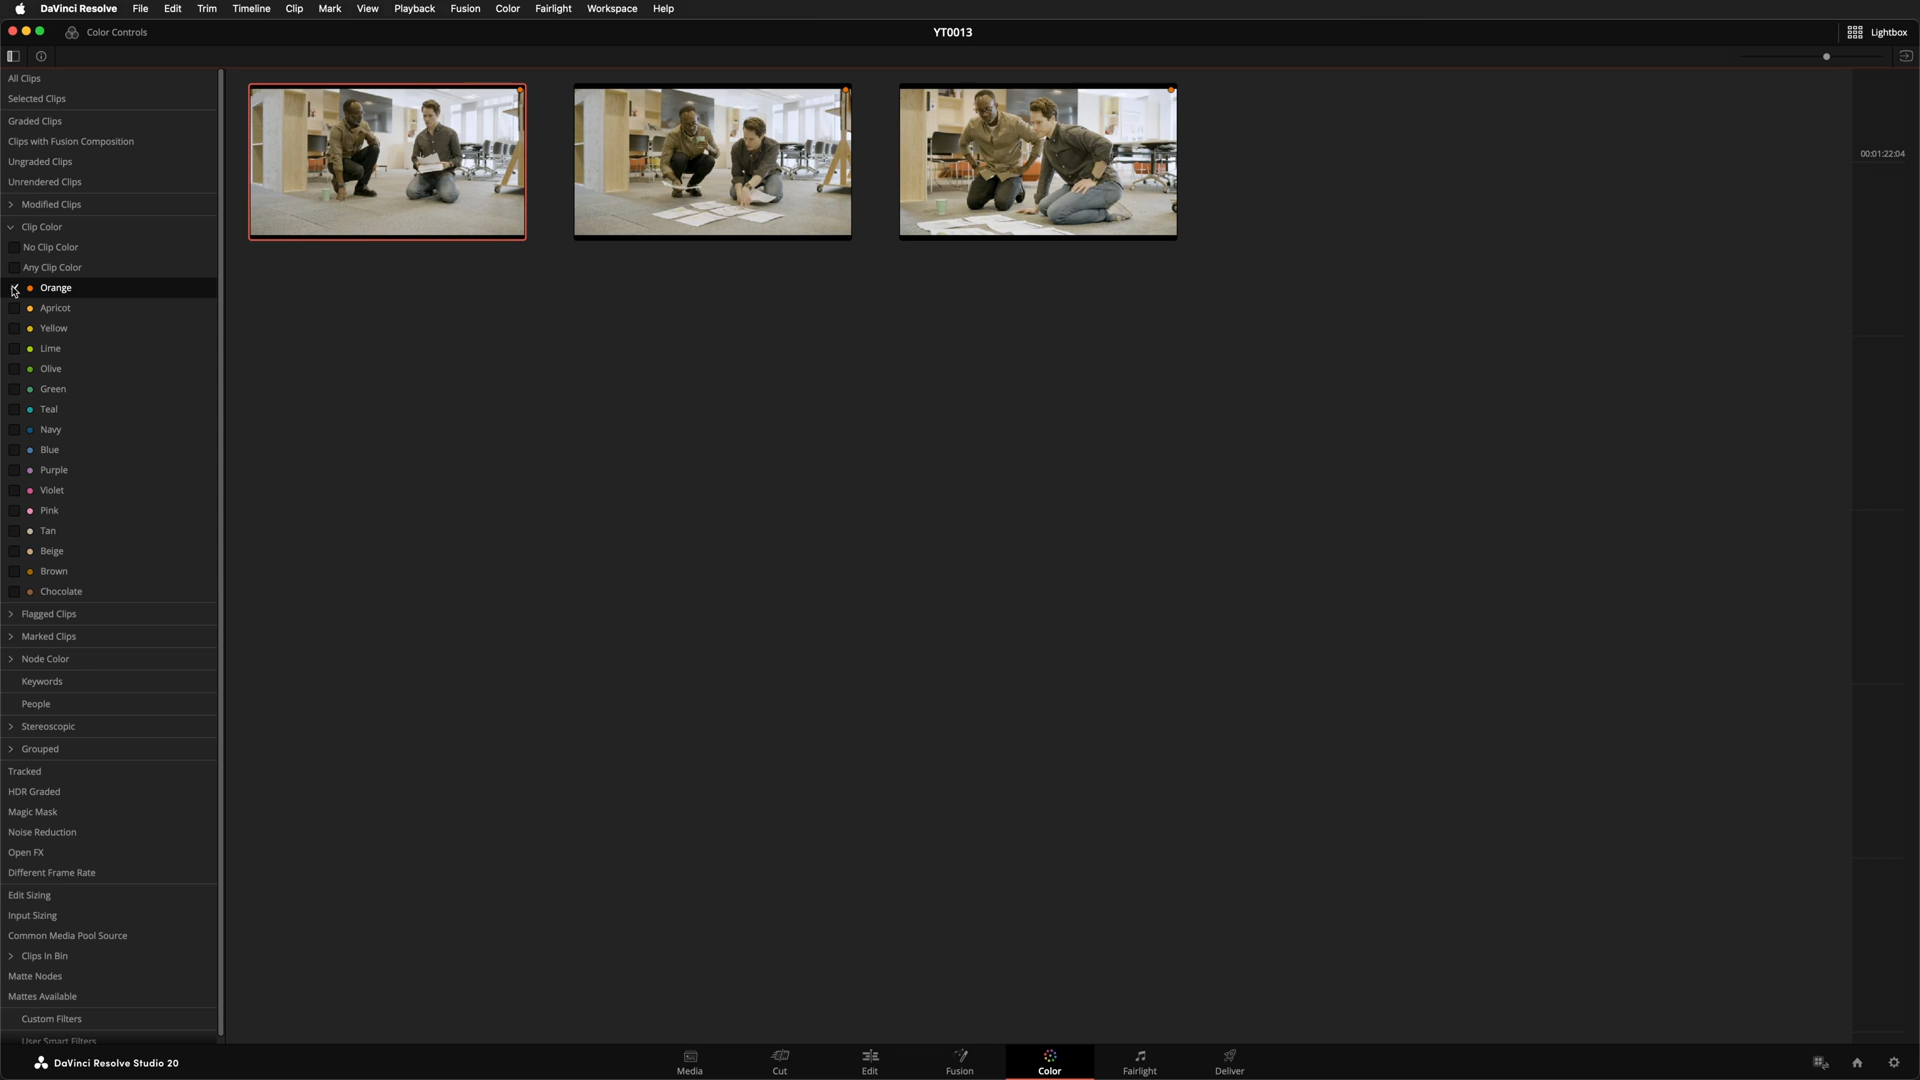 DaVinci Resolve File Edit Trim Timeline Clip Mark View Playback Fusion Color Fairlight Workspace Help
Color Controls
YT0013
Lightbox
All Clips
Selected Clips
Graded Clips
Clips with Fusion Composition
Ungraded Clips
Unrendered Clips
Modified Clips
Clip Color
No Clip Color
Any Clip Color
Orange
Apricot
Yellow
Lime
Olive
Green
Teal
Navy
Blue
Purple
Violet
Pink
Tan
Beige
Brown
Chocolate
Flagged Clips
Marked Clips
Node Color
Keywords
People
Stereoscopic
Grouped
Tracked
HDR Graded
Magic Mask
Noise Reduction
Open FX
Different Frame Rate
Edit Sizing
Input Sizing
Common Media Pool Source
Clips In Bin
Matte Nodes
Mattes Available
Custom Filters
User Smart Filters
00:01:22:04
DaVinci Resolve Studio 20
Media Cut Edit Fusion Color Fairlight Deliver